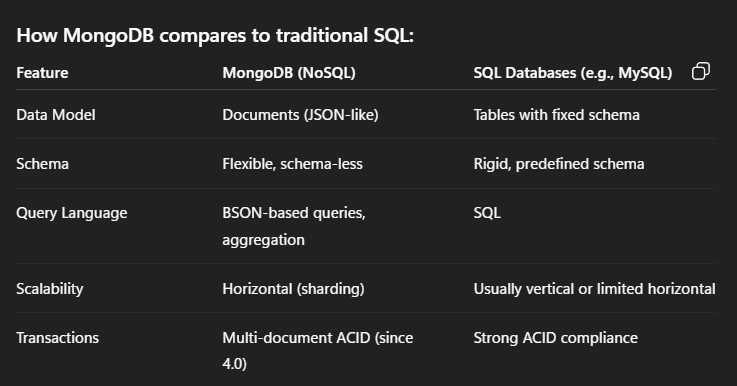 How MongoDB compares to traditional SQL:
Feature MongoDB (NoSQL) SQL Databases (e.g., MySQL)
Data Model Documents (JSON-like) Tables with fixed schema
Schema Flexible, schema-less Rigid, predefined schema
Query Language BSON-based queries, SQL
aggregation
Scalability Horizontal (sharding) Usually vertical or limited horizontal
Transactions Multi-document ACID (since Strong ACID compliance
4.0)